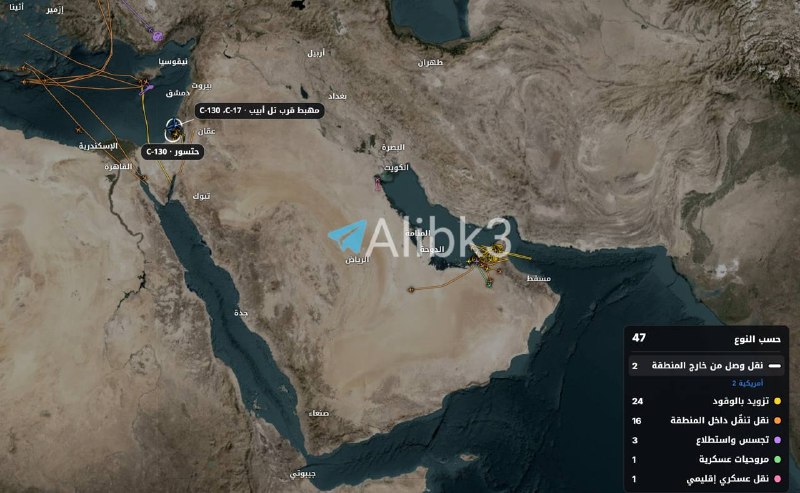 أثينا
إزمير
نيقوسيا
أربيل
طهران
بيروت
دمشق
بغداد
مهبط قرب تل أبيب · C-130 ،C-17
عمّان
حتسور · C-130
الإسكندرية
القاهرة
البصرة
الكويت
تبوك
Alibk3
المنامة
الدوحة
الرياض
مسقط
جدة
صنعاء
جيبوتي
حسب النوع 47
نقل وصل من خارج المنطقة 2
أمريكية 2
تزويد بالوقود 24
نقل تنقّل داخل المنطقة 16
تجسس واستطلاع 3
مروحيات عسكرية 1
نقل عسكري إقليمي 1